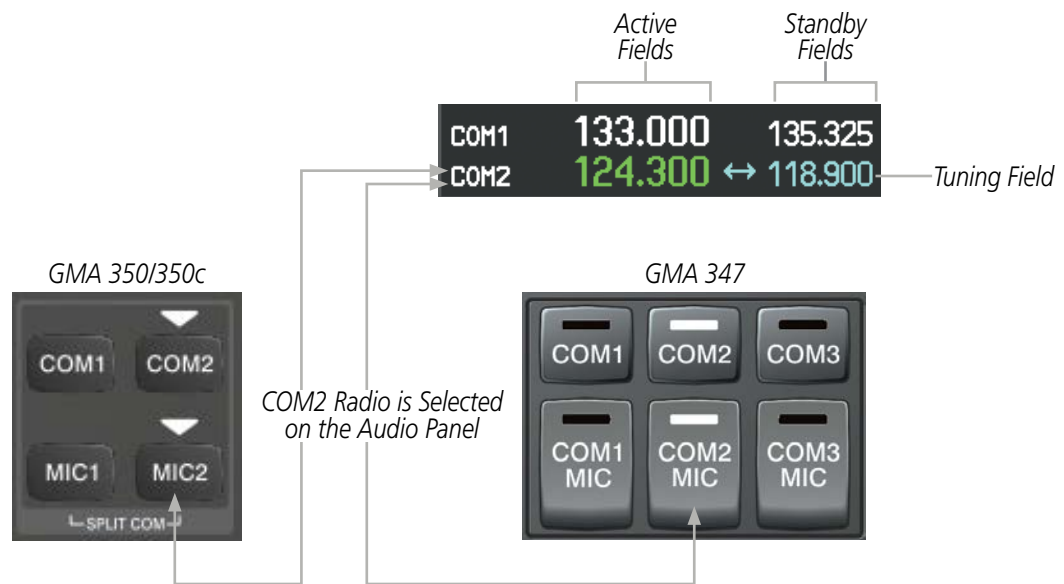 Active
Fields
Standby
Fields
COM1 133.000 135.325
COM2 124.300 ↔ 118.900
Tuning Field
GMA 350/350c
COM1 COM2
MIC1 MIC2
SPLIT COM
COM2 Radio is Selected
on the Audio Panel
GMA 347
COM1 COM2 COM3
COM1
MIC
COM2
MIC
COM3
MIC